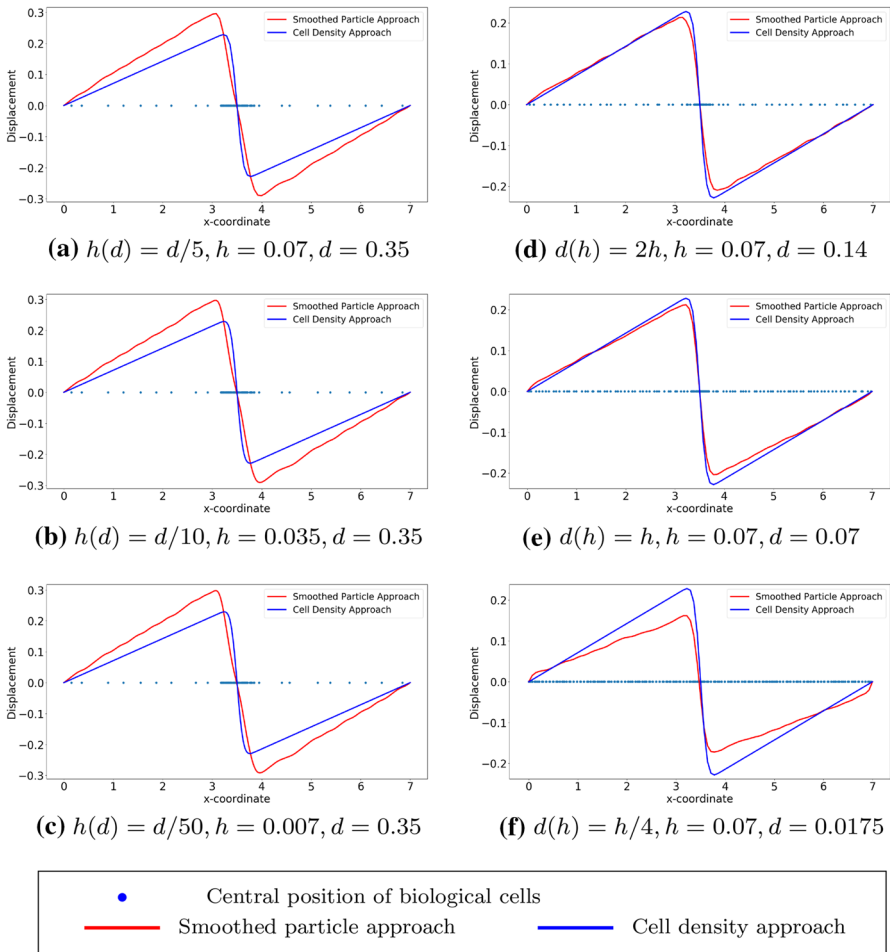 0.3
0.2
0.1
0.0
−0.1
−0.2
−0.3
Displacement
Smoothed Particle Approach
Cell Density Approach
0 1 2 3 4 5 6 7
x-coordinate
(a) h(d) = d/5, h = 0.07, d = 0.35
0.2
0.1
0.0
−0.1
−0.2
Displacement
Smoothed Particle Approach
Cell Density Approach
0 1 2 3 4 5 6 7
x-coordinate
(d) d(h) = 2h, h = 0.07, d = 0.14
0.3
0.2
0.1
0.0
−0.1
−0.2
−0.3
Displacement
Smoothed Particle Approach
Cell Density Approach
0 1 2 3 4 5 6 7
x-coordinate
(b) h(d) = d/10, h = 0.035, d = 0.35
0.2
0.1
0.0
−0.1
−0.2
Displacement
Smoothed Particle Approach
Cell Density Approach
0 1 2 3 4 5 6 7
x-coordinate
(e) d(h) = h, h = 0.07, d = 0.07
0.3
0.2
0.1
0.0
−0.1
−0.2
−0.3
Displacement
Smoothed Particle Approach
Cell Density Approach
0 1 2 3 4 5 6 7
x-coordinate
(c) h(d) = d/50, h = 0.007, d = 0.35
0.2
0.1
0.0
−0.1
−0.2
Displacement
Smoothed Particle Approach
Cell Density Approach
0 1 2 3 4 5 6 7
x-coordinate
(f) d(h) = h/4, h = 0.07, d = 0.0175
Central position of biological cells
Smoothed particle approach Cell density approach